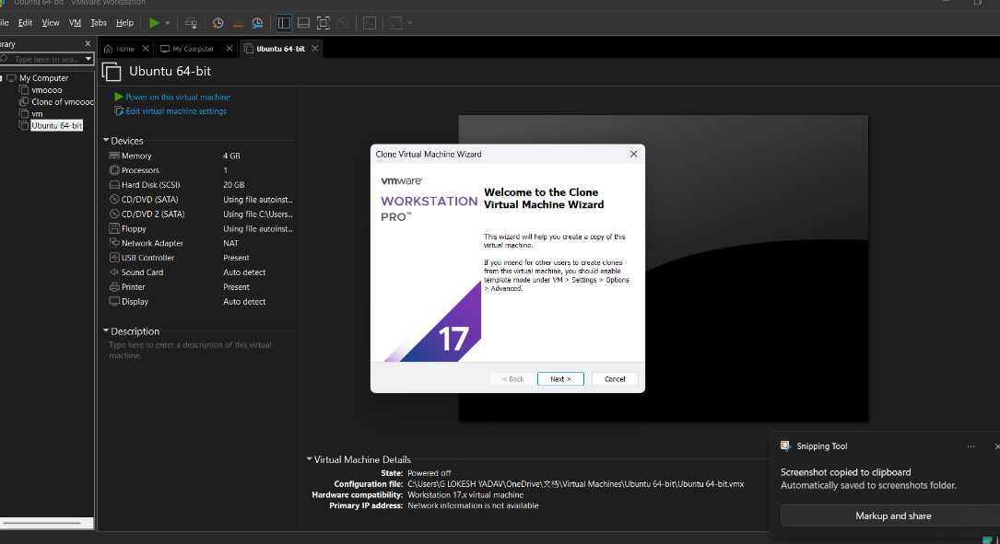 Ubuntu 64-bit - VMware Workstation
ile Edit View VM Tabs Help
orary X
Type here to sea...
My Computer
vmoooo
Clone of vmoooo
vm
Ubuntu 64-bit
Home
My Computer
Ubuntu 64-bit
Ubuntu 64-bit
Power on this virtual machine
Edit virtual machine settings
Devices
Memory 4 GB
Processors 1
Hard Disk (SCSI) 20 GB
CD/DVD (SATA) Using file autoinst...
CD/DVD 2 (SATA) Using file C:\Users...
Floppy Using file autoinst...
Network Adapter NAT
USB Controller Present
Sound Card Auto detect
Printer Present
Display Auto detect
Description
Type here to enter a description of this virtual
machine.
Clone Virtual Machine Wizard
vmware®
WORKSTATION
PRO™
17
Welcome to the Clone
Virtual Machine Wizard
This wizard will help you create a copy of this
virtual machine.
If you intend for other users to create clones
from this virtual machine, you should enable
template mode under VM > Settings > Options
> Advanced.
< Back Next > Cancel
Virtual Machine Details
State: Powered off
Configuration file: C:\Users\G LOKESH YADAV\OneDrive\文档\Virtual Machines\Ubuntu 64-bit\Ubuntu 64-bit.vmx
Hardware compatibility: Workstation 17.x virtual machine
Primary IP address: Network information is not available
Snipping Tool
Screenshot copied to clipboard
Automatically saved to screenshots folder.
Markup and share